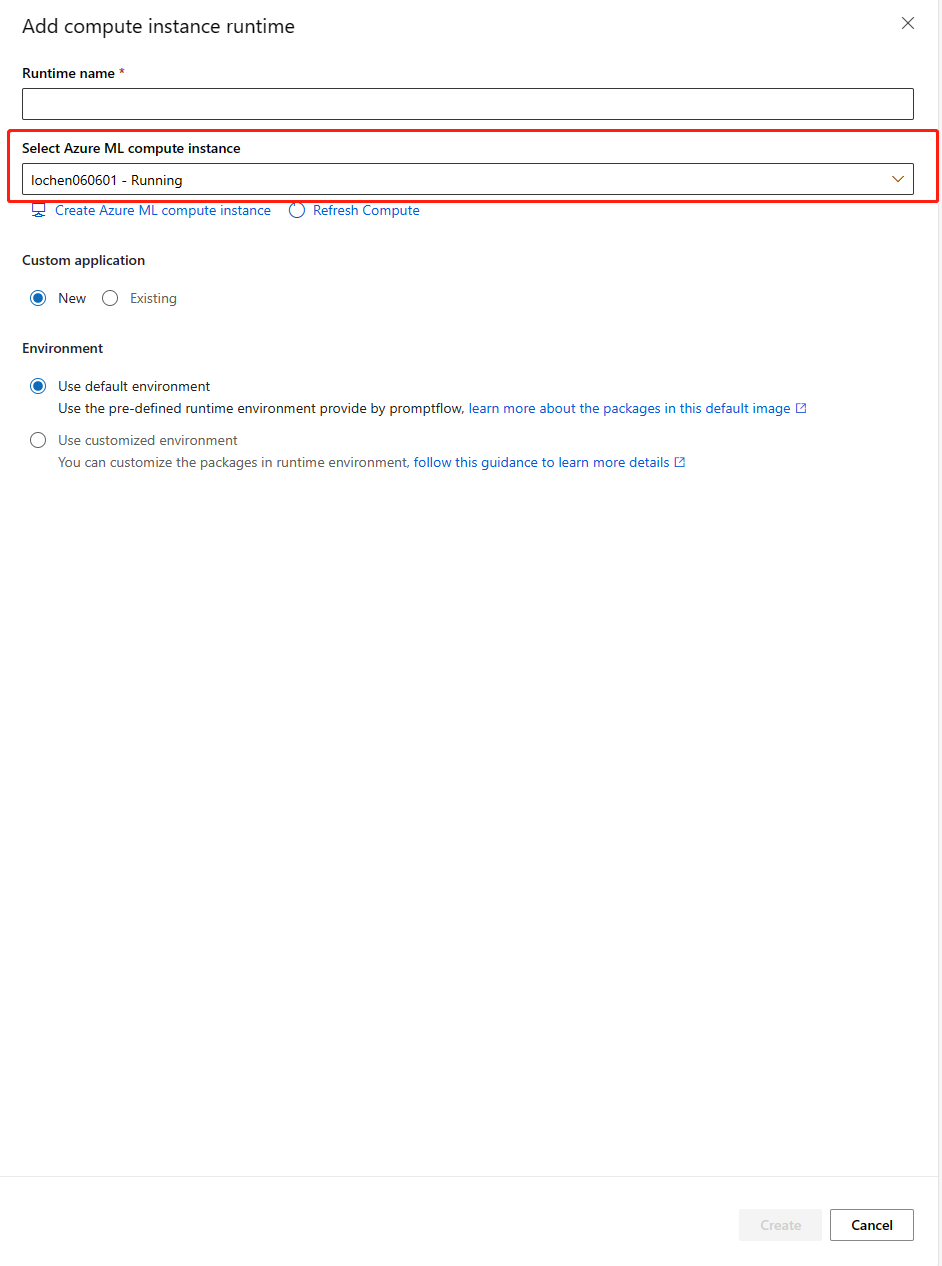 Add compute instance runtime
Runtime name *
Select Azure ML compute instance
lochen060601 - Running
Create Azure ML compute instance Refresh Compute
Custom application
New Existing
Environment
Use default environment
Use the pre-defined runtime environment provide by promptflow, learn more about the packages in this default image
Use customized environment
You can customize the packages in runtime environment, follow this guidance to learn more details
Create Cancel